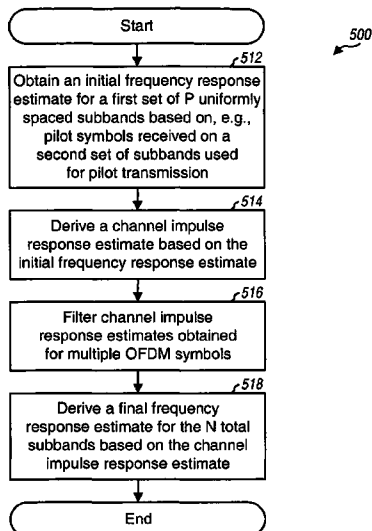 Start
500
512
Obtain an initial frequency response
estimate for a first set of P uniformly
spaced subbands based on, e.g.,
pilot symbols received on a
second set of subbands used
for pilot transmission
514
Derive a channel impulse
response estimate based on the
initial frequency response estimate
516
Filter channel impulse
response estimates obtained
for multiple OFDM symbols
518
Derive a final frequency
response estimate for the N total
subbands based on the channel
impulse response estimate
End